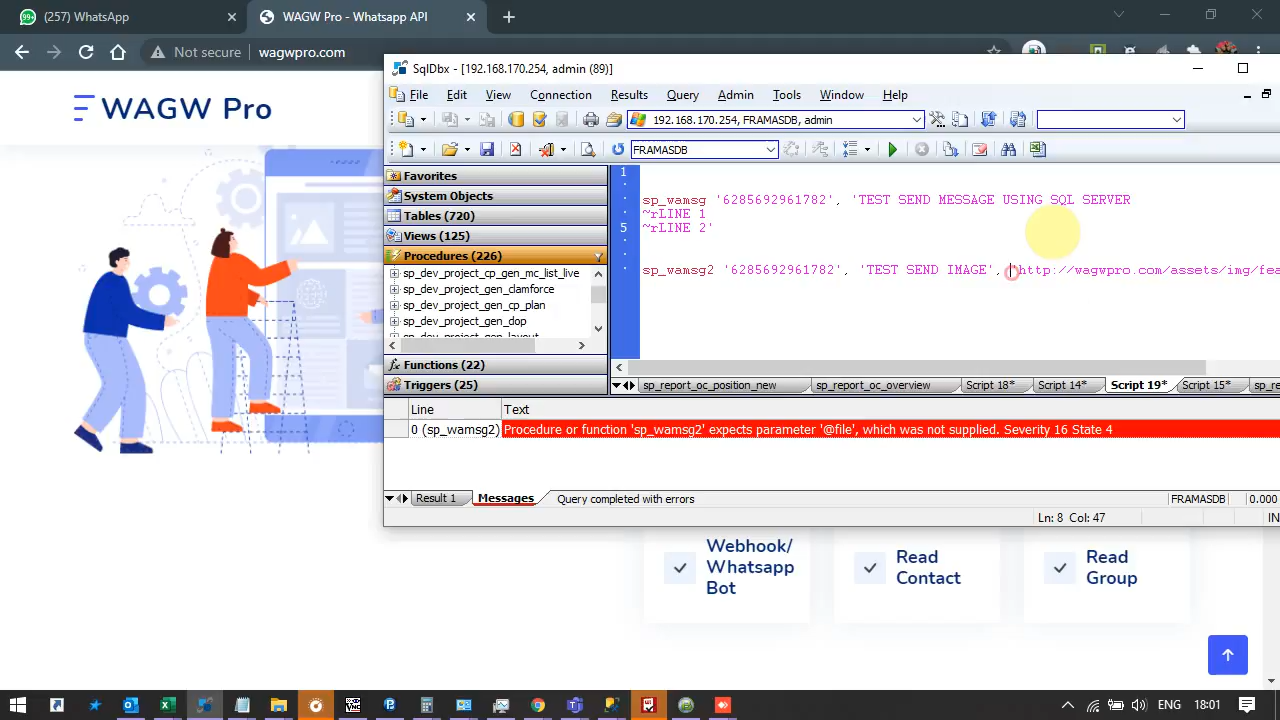 (257) WhatsApp
WAGW Pro - Whatsapp API
Not secure
wagwpro.com
WAGW Pro
SqlDbx - [192.168.170.254, admin (89)]
File Edit View Connection Results Query Admin Tools Window Help
192.168.170.254, FRAMASDB, admin
FRAMASDB
Favorites
System Objects
Tables (720)
Views (125)
Procedures (226)
sp_dev_project_cp_gen_mc_list_live
sp_dev_project_gen_clamforce
sp_dev_project_gen_cp_plan
sp_dev_project_gen_dop
sp_dev_project_gen_layout
Functions (22)
Triggers (25)
1
sp_wamsg '6285692961782', 'TEST SEND MESSAGE USING SQL SERVER
~rLINE 1
5 ~rLINE 2'
sp_wamsg2 '6285692961782', 'TEST SEND IMAGE', 'http://wagwpro.com/assets/img/fea
sp_report_oc_position_new sp_report_oc_overview Script 18* Script 14* Script 19* Script 15* sp_re
Line Text
0 (sp_wamsg2) Procedure or function 'sp_wamsg2' expects parameter '@file', which was not supplied. Severity 16 State 4
Result 1 Messages Query completed with errors FRAMASDB 0.000
Ln: 8 Col: 47 IN
Webhook/
Whatsapp
Bot
Read
Contact
Read
Group
ENG 18:01